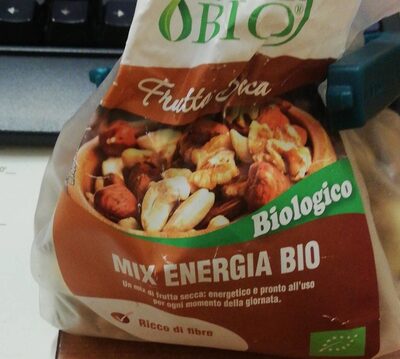 BIO®
Frutta Secca
Biologico
MIX ENERGIA BIO
Un mix di frutta secca: energetico e pronto all'uso
per ogni momento della giornata.
Ricco di fibre